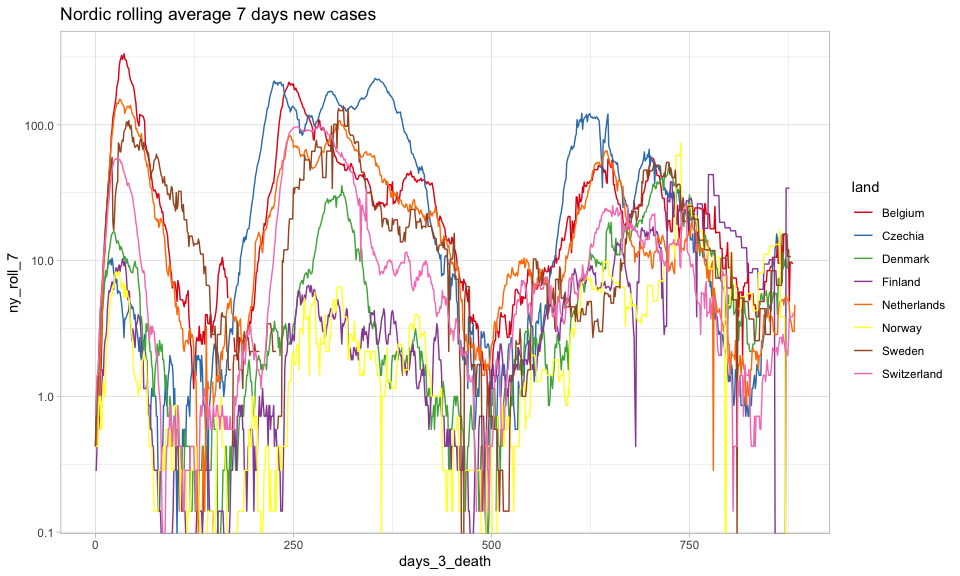 Nordic rolling average 7 days new cases
ny_roll_7
100.0
10.0
1.0
0.1
0
250
500
750
days_3_death
land
Belgium
Czechia
Denmark
Finland
Netherlands
Norway
Sweden
Switzerland